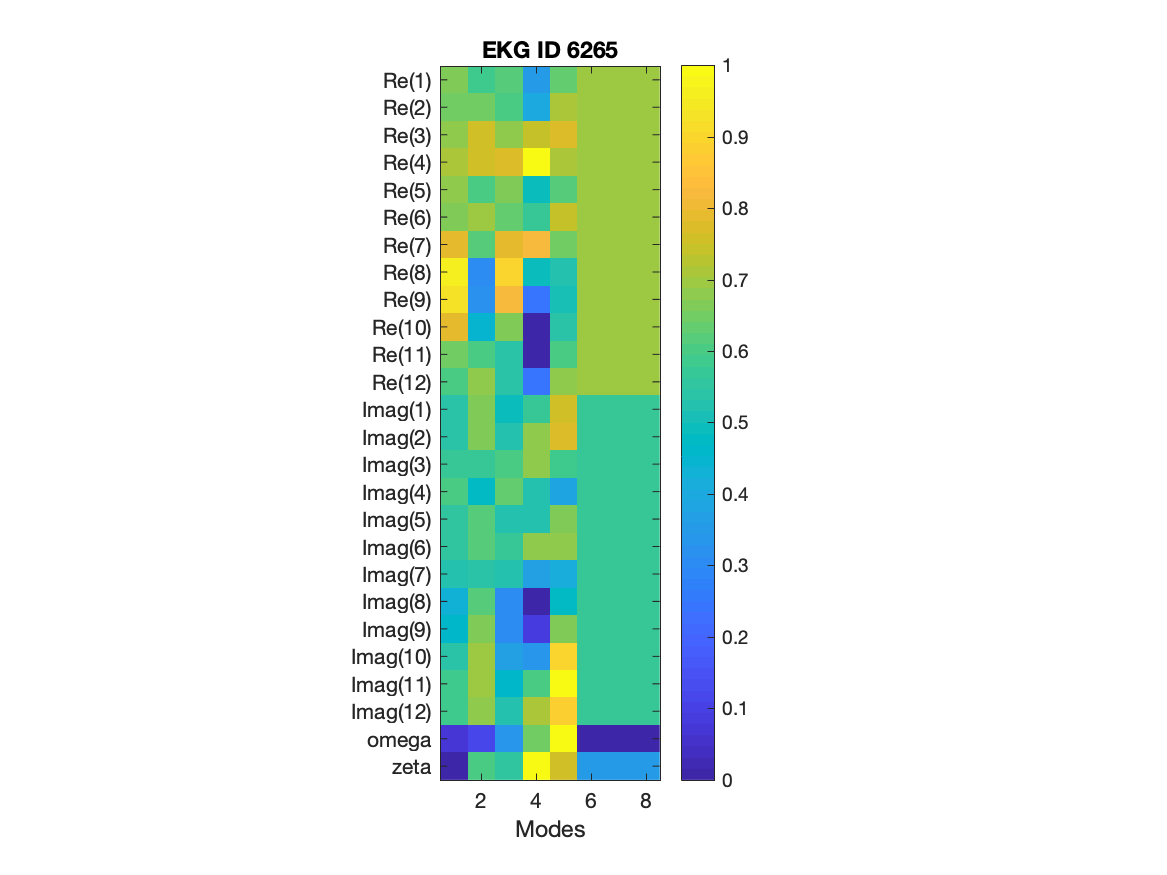 EKG ID 6265
Re(1)
Re(2)
Re(3)
Re(4)
Re(5)
Re(6)
Re(7)
Re(8)
Re(9)
Re(10)
Re(11)
Re(12)
Imag(1)
Imag(2)
Imag(3)
Imag(4)
Imag(5)
Imag(6)
Imag(7)
Imag(8)
Imag(9)
Imag(10)
Imag(11)
Imag(12)
omega
zeta
2 4 6 8
Modes
1
0.9
0.8
0.7
0.6
0.5
0.4
0.3
0.2
0.1
0